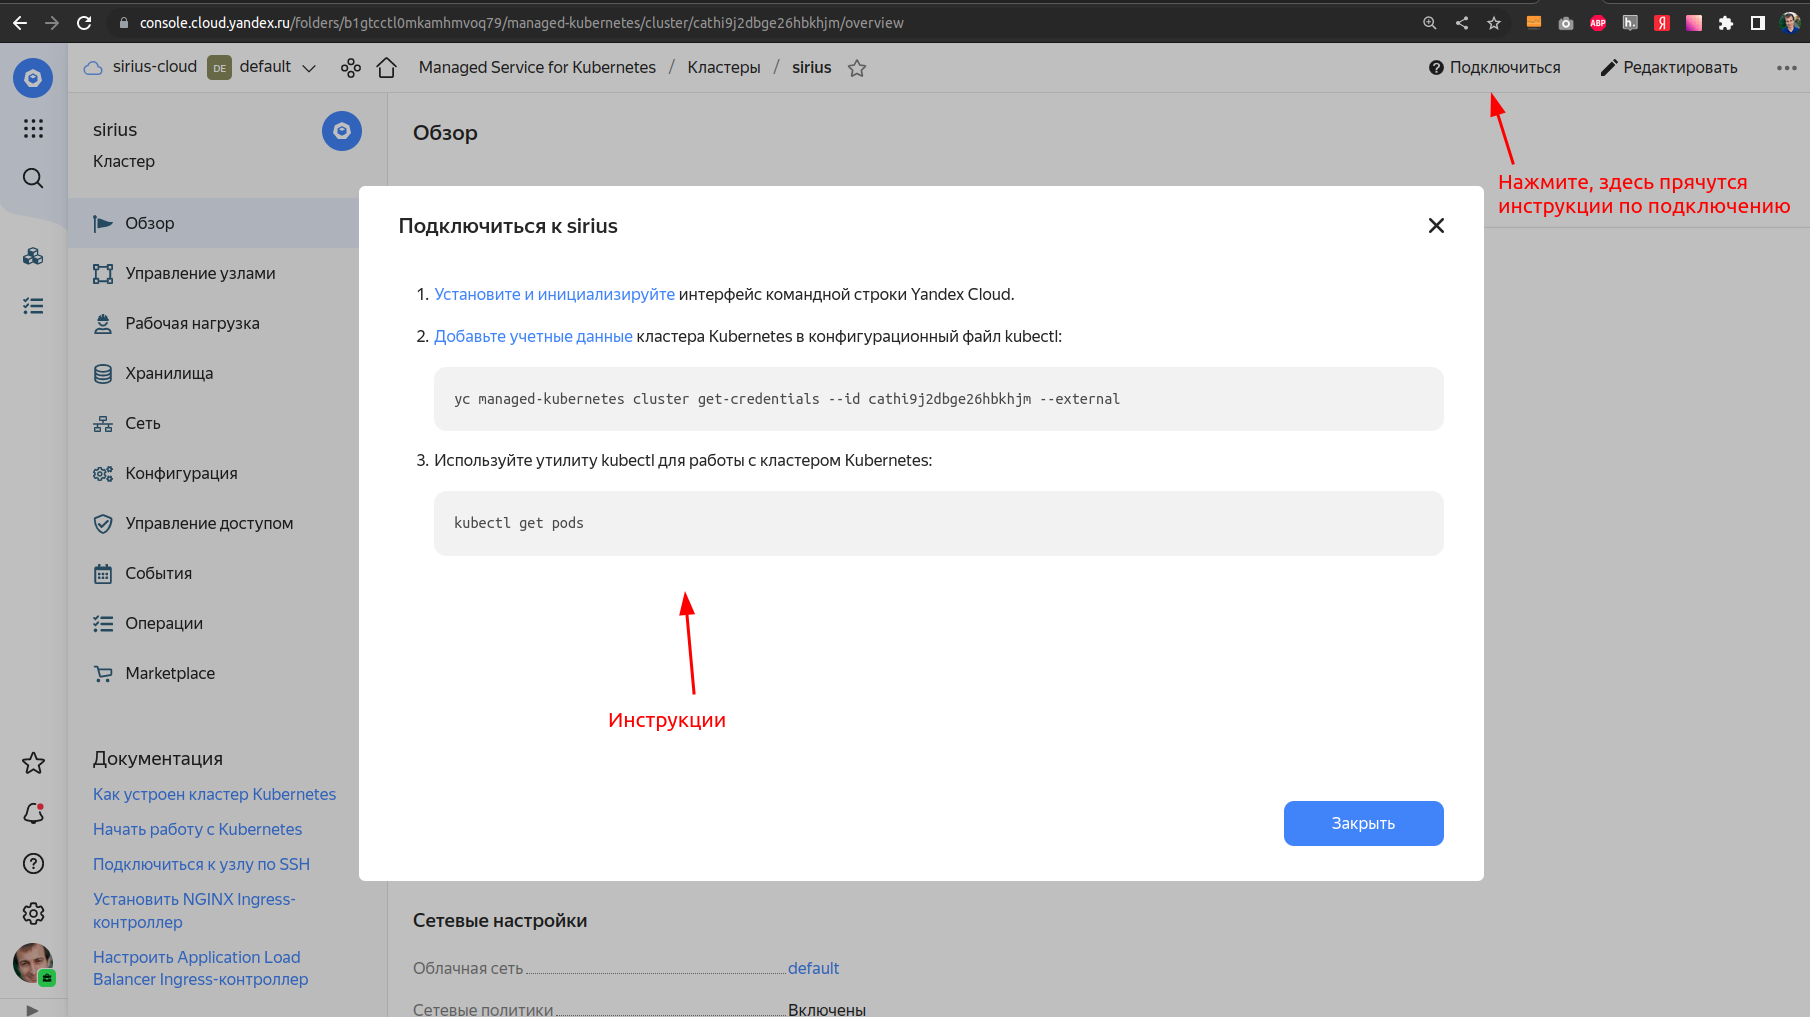 console.cloud.yandex.ru/folders/b1gtcctl0mkamhmvoq79/managed-kubernetes/cluster/cathi9j2dbge26hbkhjm/overview
ABP
h.
Я
sirius-cloud DE default
Managed Service for Kubernetes / Кластеры / sirius
Подключиться
Редактировать
sirius
Кластер
Обзор
Управление узлами
Рабочая нагрузка
Хранилища
Сеть
Конфигурация
Управление доступом
События
Операции
Marketplace
Документация
Как устроен кластер Kubernetes
Начать работу с Kubernetes
Подключиться к узлу по SSH
Установить NGINX Ingress-
контроллер
Настроить Application Load
Balancer Ingress-контроллер
Обзор
Нажмите, здесь прячутся
инструкции по подключению
Подключиться к sirius
1. Установите и инициализируйте интерфейс командной строки Yandex Cloud.
2. Добавьте учетные данные кластера Kubernetes в конфигурационный файл kubectl:
yc managed-kubernetes cluster get-credentials --id cathi9j2dbge26hbkhjm --external
3. Используйте утилиту kubectl для работы с кластером Kubernetes:
kubectl get pods
Инструкции
Закрыть
Сетевые настройки
Облачная сеть default
Сетевые политики Включены